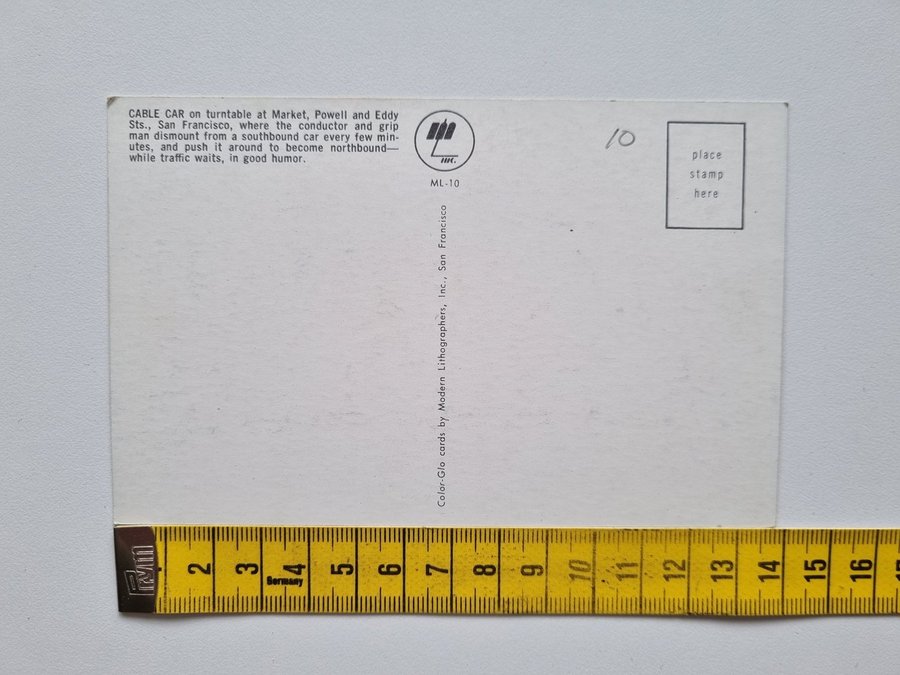 CABLE CAR on turntable at Market, Powell and Eddy
Sts., San Francisco, where the conductor and grip
man dismount from a southbound car every few min-
utes, and push it around to become northbound—
while traffic waits, in good humor.
INC.
ML-10
Color-Glo cards by Modern Lithographers, Inc., San Francisco
10
place
stamp
here
2 3 4 5 6 7 8 9 10 11 12 13 14 15 16
Germany